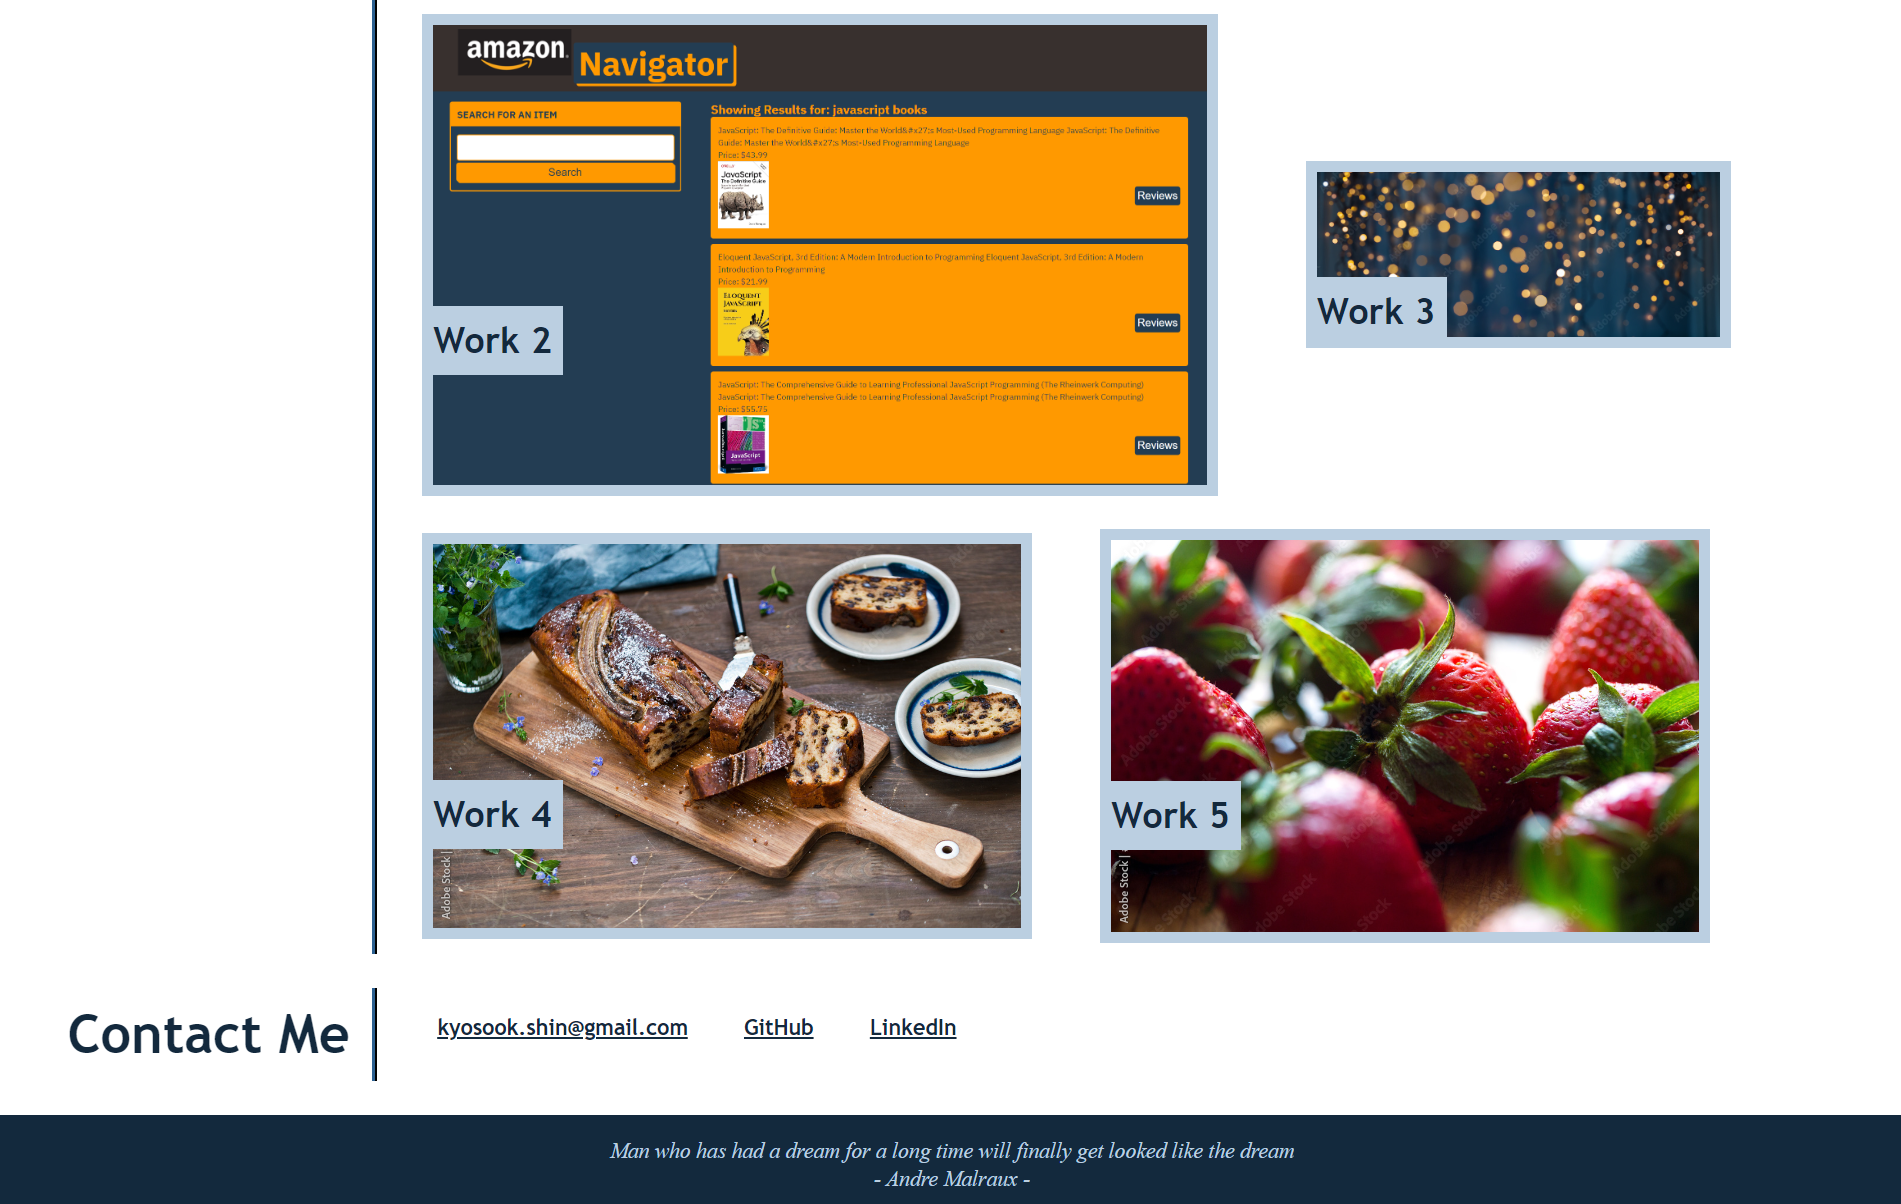 amazon
Navigator
SEARCH FOR AN ITEM
Search
Showing Results for: javascript books
JavaScript: The Definitive Guide: Master the World&#x27;s Most-Used Programming Language JavaScript: The Definitive
Guide: Master the World&#x27;s Most-Used Programming Language
Price: $43.99
JavaScript
The Definitive Guide
Reviews
Eloquent JavaScript, 3rd Edition: A Modern Introduction to Programming Eloquent JavaScript, 3rd Edition: A Modern
Introduction to Programming
Price: $21.99
ELOQUENT
JAVASCRIPT
Reviews
JavaScript: The Comprehensive Guide to Learning Professional JavaScript Programming (The Rheinwerk Computing)
JavaScript: The Comprehensive Guide to Learning Professional JavaScript Programming (The Rheinwerk Computing)
Price: $55.75
JS
JavaScript
Reviews
Work 2
Work 3
Work 4
Adobe Stock |
Work 5
Adobe Stock |
Contact Me
kyosook.shin@gmail.com
GitHub
LinkedIn
Man who has had a dream for a long time will finally get looked like the dream
- Andre Malraux -